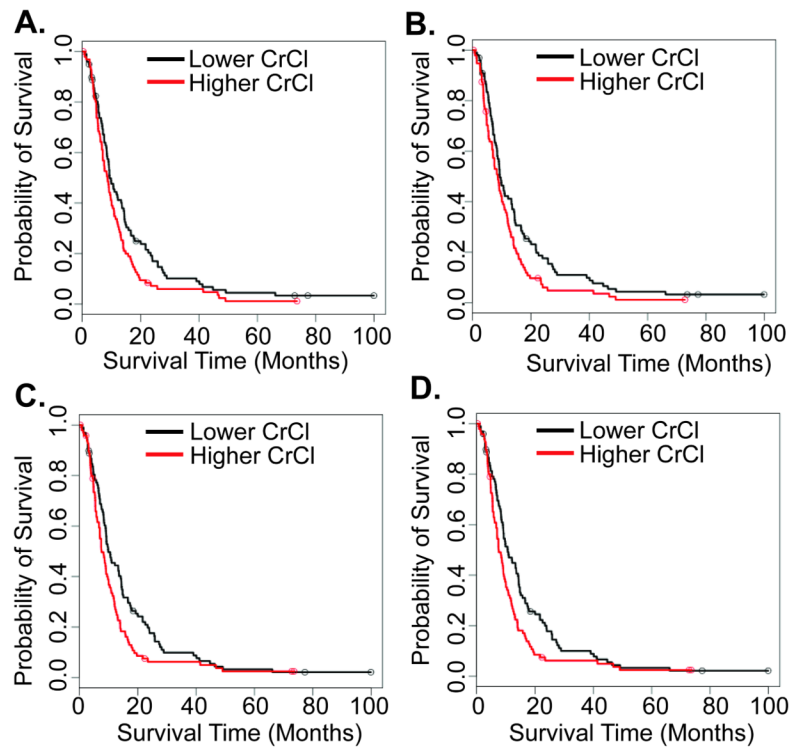 A.
Lower CrCl
Higher CrCl
Probability of Survival
0.0 0.2 0.4 0.6 0.8 1.0
0 20 40 60 80 100
Survival Time (Months)
B.
Lower CrCl
Higher CrCl
Probability of Survival
0.0 0.2 0.4 0.6 0.8 1.0
0 20 40 60 80 100
Survival Time (Months)
C.
Lower CrCl
Higher CrCl
Probability of Survival
0.0 0.2 0.4 0.6 0.8 1.0
0 20 40 60 80 100
Survival Time (Months)
D.
Lower CrCl
Higher CrCl
Probability of Survival
0.0 0.2 0.4 0.6 0.8 1.0
0 20 40 60 80 100
Survival Time (Months)